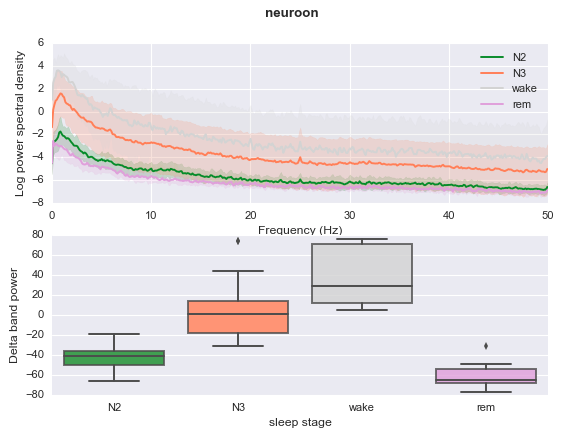 neuroon
6
4
2
0
−2
−4
−6
−8
Log power spectral density
N2
N3
wake
rem
0 10 20 30 40 50
Frequency (Hz)
80
60
40
20
0
−20
−40
−60
−80
Delta band power
N2 N3 wake rem
sleep stage